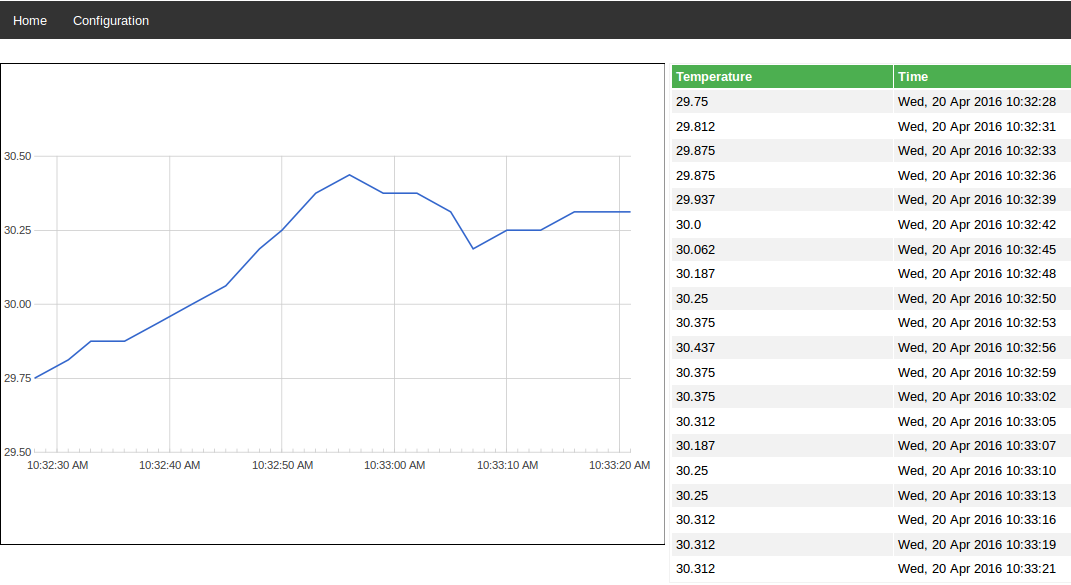 Home Configuration
30.50
30.25
30.00
29.75
29.50
10:32:30 AM 10:32:40 AM 10:32:50 AM 10:33:00 AM 10:33:10 AM 10:33:20 AM
Temperature Time
29.75 Wed, 20 Apr 2016 10:32:28
29.812 Wed, 20 Apr 2016 10:32:31
29.875 Wed, 20 Apr 2016 10:32:33
29.875 Wed, 20 Apr 2016 10:32:36
29.937 Wed, 20 Apr 2016 10:32:39
30.0 Wed, 20 Apr 2016 10:32:42
30.062 Wed, 20 Apr 2016 10:32:45
30.187 Wed, 20 Apr 2016 10:32:48
30.25 Wed, 20 Apr 2016 10:32:50
30.375 Wed, 20 Apr 2016 10:32:53
30.437 Wed, 20 Apr 2016 10:32:56
30.375 Wed, 20 Apr 2016 10:32:59
30.375 Wed, 20 Apr 2016 10:33:02
30.312 Wed, 20 Apr 2016 10:33:05
30.187 Wed, 20 Apr 2016 10:33:07
30.25 Wed, 20 Apr 2016 10:33:10
30.25 Wed, 20 Apr 2016 10:33:13
30.312 Wed, 20 Apr 2016 10:33:16
30.312 Wed, 20 Apr 2016 10:33:19
30.312 Wed, 20 Apr 2016 10:33:21